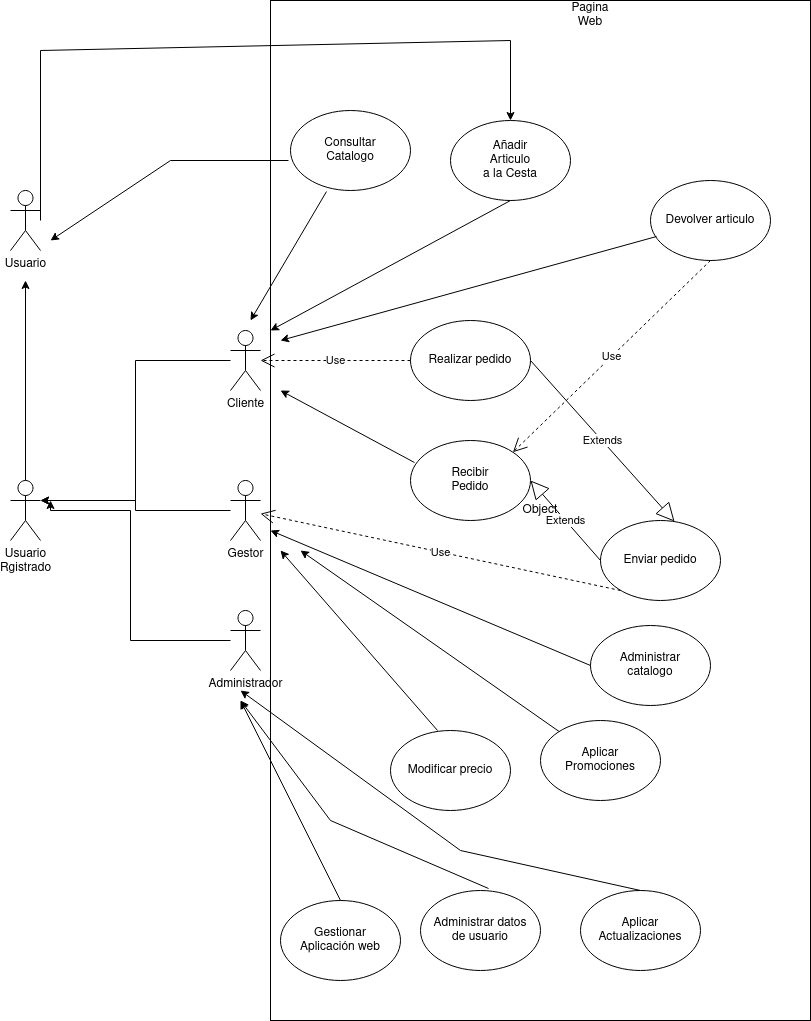 Pagina
Web
Consultar
Catalogo
Añadir
Articulo
a la Cesta
Devolver articulo
Usuario
Realizar pedido
Use
Use
Cliente
Extends
Recibir
Pedido
Object
Extends
Usuario
Rgistrado
Gestor
Use
Enviar pedido
Administrar
catalogo
Administrador
Modificar precio
Aplicar
Promociones
Gestionar
Aplicación web
Administrar datos
de usuario
Aplicar
Actualizaciones